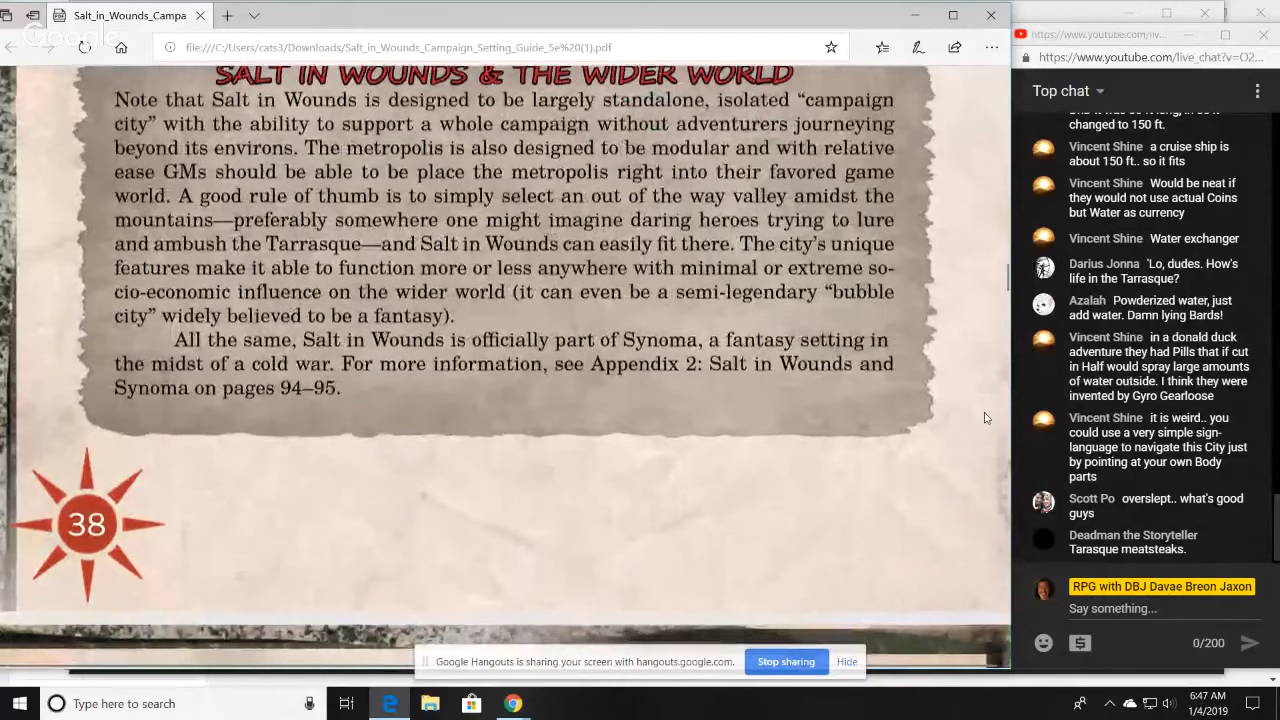 Salt_in_Wounds_Campa
Google
file:///C:/Users/cats3/Downloads/Salt_in_Wounds_Campaign_Setting_Guide_5e%20(1).pdf
SALT IN WOUNDS & THE WIDER WORLD
Note that Salt in Wounds is designed to be largely standalone, isolated “campaign
city” with the ability to support a whole campaign without adventurers journeying
beyond its environs. The metropolis is also designed to be modular and with relative
ease GMs should be able to be place the metropolis right into their favored game
world. A good rule of thumb is to simply select an out of the way valley amidst the
mountains—preferably somewhere one might imagine daring heroes trying to lure
and ambush the Tarrasque—and Salt in Wounds can easily fit there. The city’s unique
features make it able to function more or less anywhere with minimal or extreme so-
cio-economic influence on the wider world (it can even be a semi-legendary “bubble
city” widely believed to be a fantasy).
All the same, Salt in Wounds is officially part of Synoma, a fantasy setting in
the midst of a cold war. For more information, see Appendix 2: Salt in Wounds and
Synoma on pages 94–95.
38
Google Hangouts is sharing your screen with hangouts.google.com.
Stop sharing
Hide
https://www.youtube.com/liv...
https://www.youtube.com/live_chat?v=O2...
Top chat
changed to 150 ft.
Vincent Shine a cruise ship is
about 150 ft.. so it fits
Vincent Shine Would be neat if
they would not use actual Coins
but Water as currency
Vincent Shine Water exchanger
Darius Jonna 'Lo, dudes. How's
life in the Tarrasque?
Azalah Powderized water, just
add water. Damn lying Bards!
Vincent Shine in a donald duck
adventure they had Pills that if cut
in Half would spray large amounts
of water outside. I think they were
invented by Gyro Gearloose
Vincent Shine it is weird.. you
could use a very simple sign-
language to navigate this City just
by pointing at your own Body
parts
Scott Po overslept.. what's good
guys
Deadman the Storyteller
Tarasque meatsteaks.
RPG with DBJ Davae Breon Jaxon
Say something...
0/200
Type here to search
6:47 AM
1/4/2019